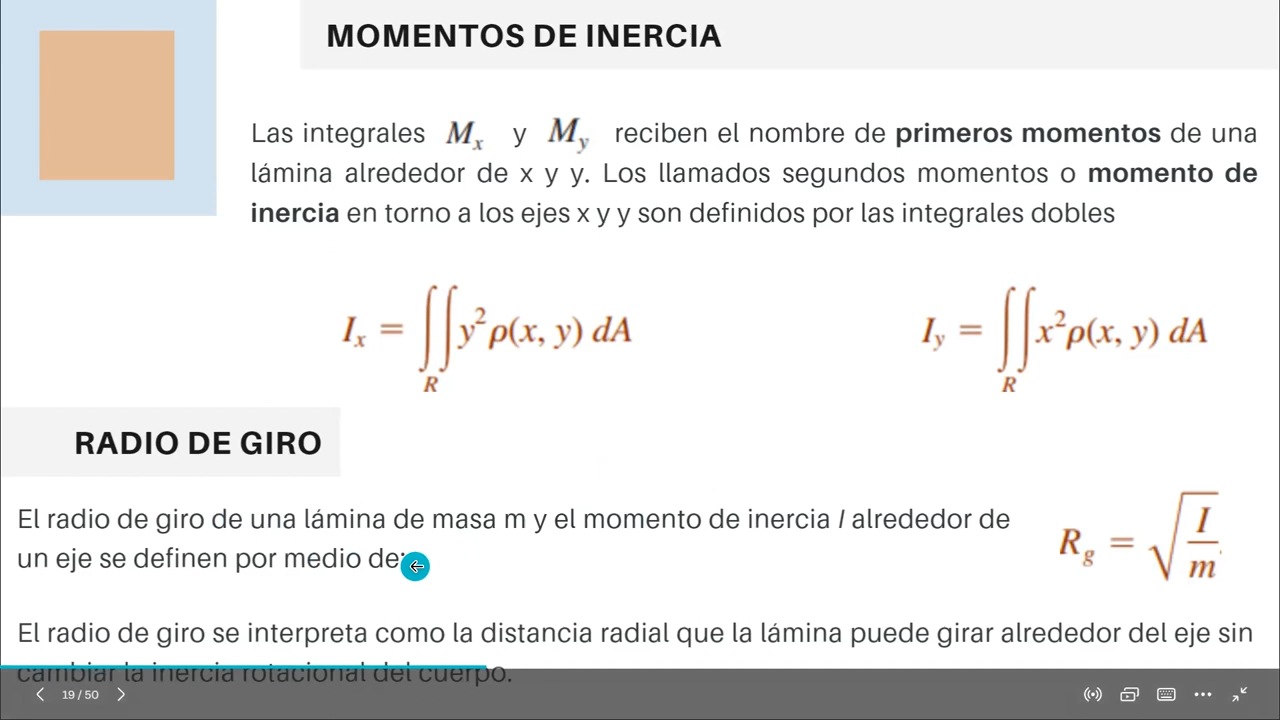 MOMENTOS DE INERCIA
Las integrales Mx y My reciben el nombre de primeros momentos de una
lámina alrededor de x y y. Los llamados segundos momentos o momento de
inercia en torno a los ejes x y y son definidos por las integrales dobles
Ix = ∬R y² ρ(x, y) dA
Iy = ∬R x² ρ(x, y) dA
RADIO DE GIRO
El radio de giro de una lámina de masa m y el momento de inercia I alrededor de
un eje se definen por medio de:
Rg = √(I/m)
El radio de giro se interpreta como la distancia radial que la lámina puede girar alrededor del eje sin
cambiar la inercia rotacional del cuerpo.
19 / 50